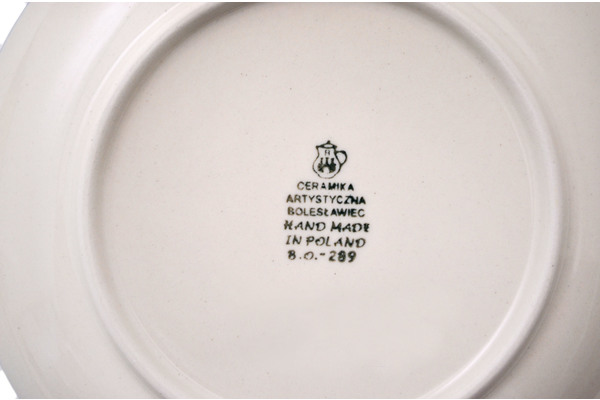 CERAMIKA
ARTYSTYCZNA
BOLESŁAWIEC
HAND MADE
IN POLAND
B.O.-289